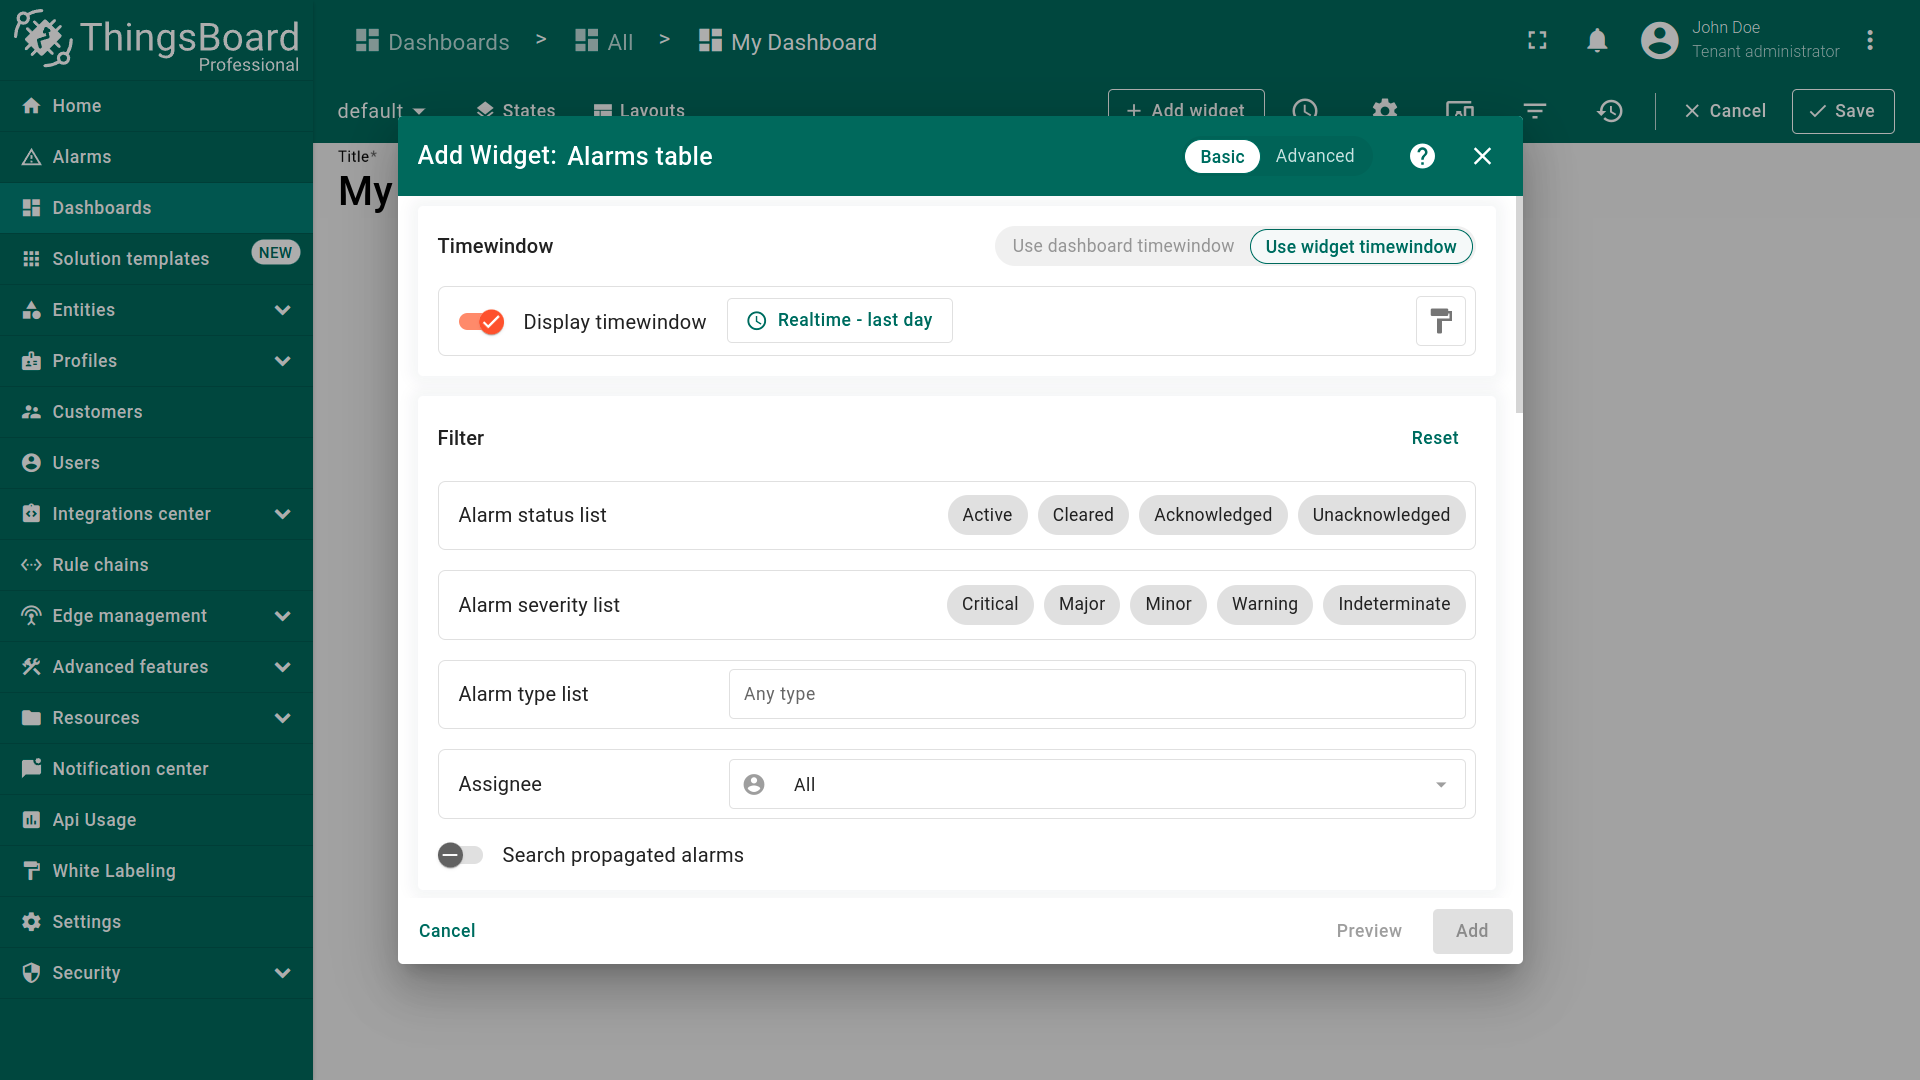 ThingsBoard
Professional
Dashboards > All > My Dashboard
John Doe
Tenant administrator
Home
Alarms
Dashboards
Solution templates NEW
Entities
Profiles
Customers
Users
Integrations center
Rule chains
Edge management
Advanced features
Resources
Notification center
Api Usage
White Labeling
Settings
Security
default States Layouts + Add widget Cancel Save
Title*
My
Add Widget: Alarms table Basic Advanced
Timewindow Use dashboard timewindow Use widget timewindow
Display timewindow Realtime - last day
Filter Reset
Alarm status list Active Cleared Acknowledged Unacknowledged
Alarm severity list Critical Major Minor Warning Indeterminate
Alarm type list Any type
Assignee All
Search propagated alarms
Cancel Preview Add